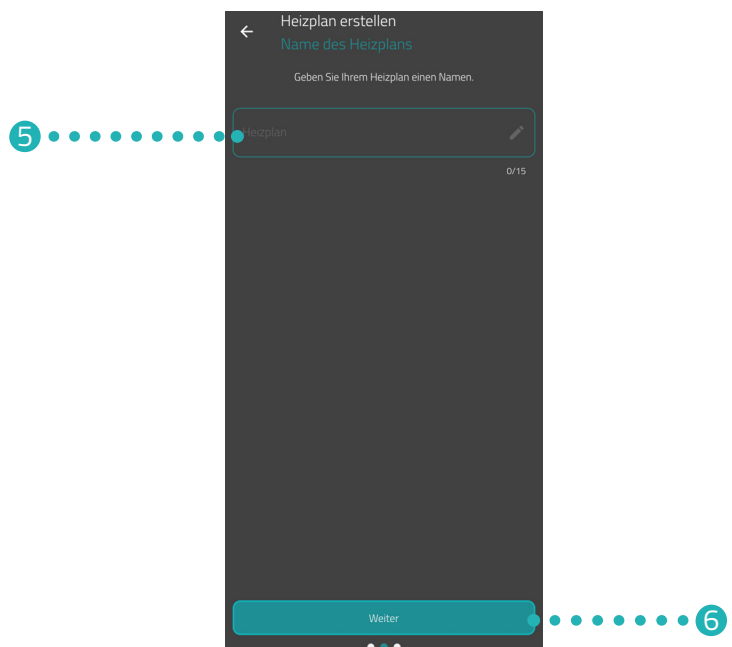 Heizplan erstellen
Name des Heizplans
Geben Sie Ihrem Heizplan einen Namen.
5
Heizplan
0/15
Weiter
6